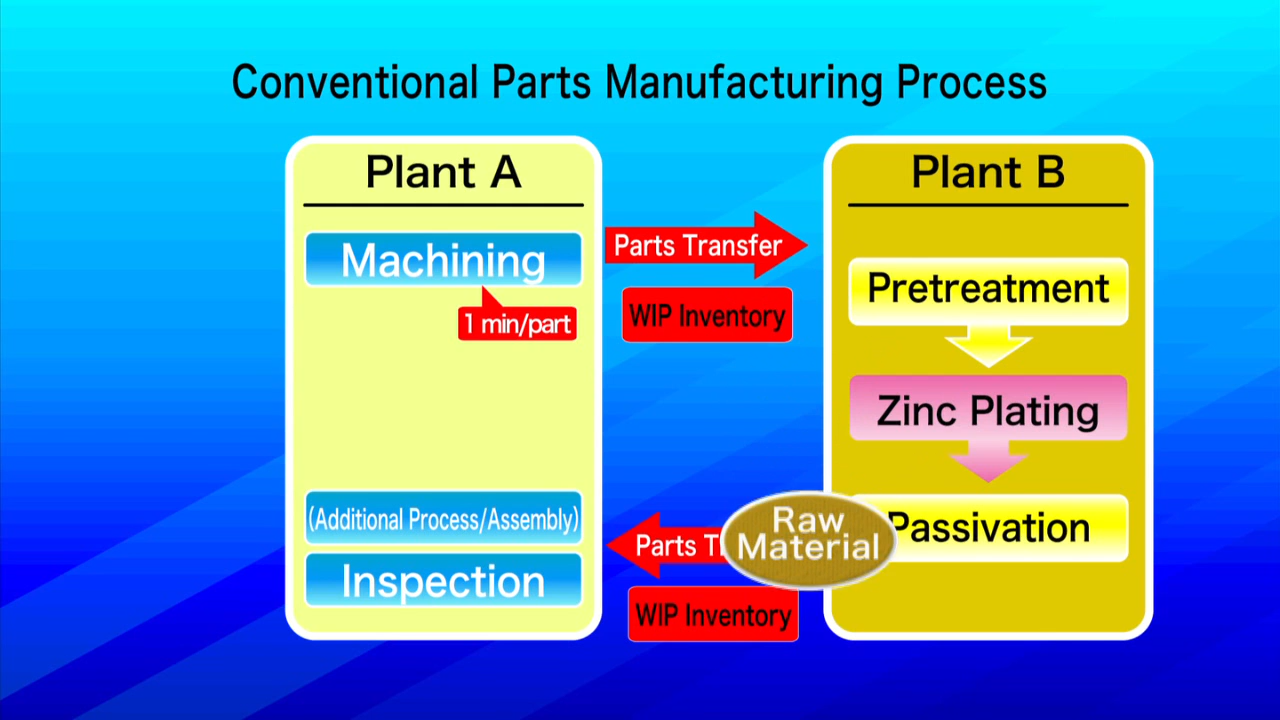 Conventional Parts Manufacturing Process
Plant A
Machining
1 min/part
(Additional Process/Assembly)
Inspection
Parts Transfer
WIP Inventory
Parts
WIP Inventory
Plant B
Pretreatment
Zinc Plating
Passivation
Raw
Material